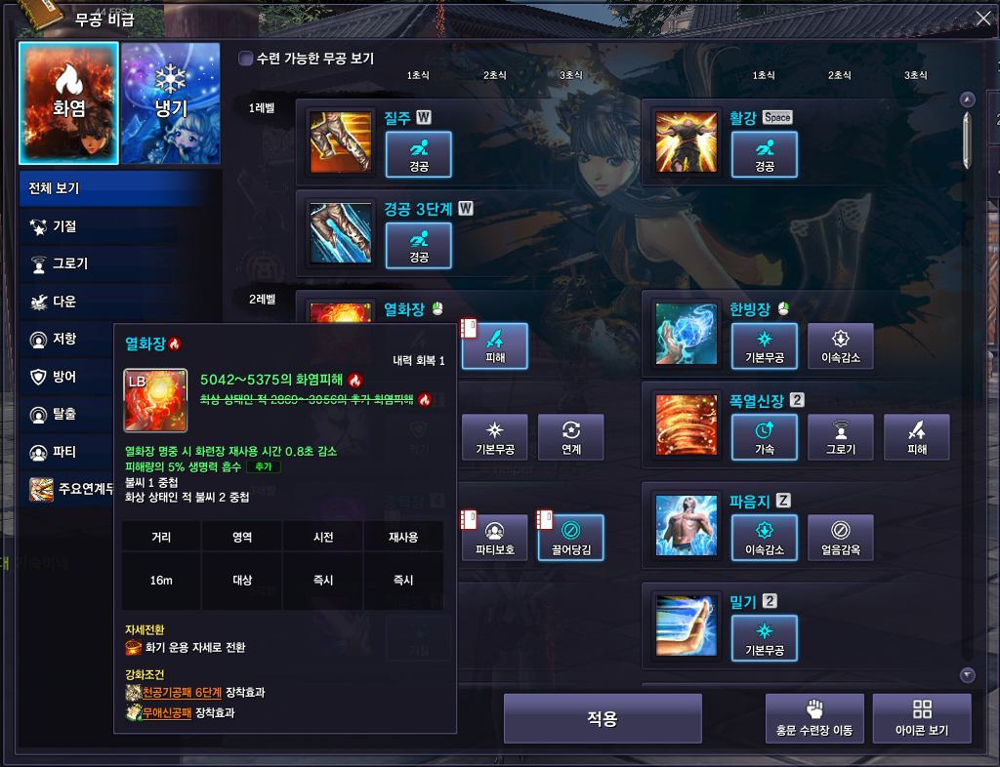 44 FPS
무공 비급
화염
냉기
수련 가능한 무공 보기
1초식 2초식 3초식 1초식 2초식 3초식
전체 보기
기절
그로기
다운
저항
방어
탈출
파티
주요연계무
1레벨
질주 W
경공
활강 Space
경공
경공 3단계 W
경공
2레벨
열화장
피해
한빙장
기본무공 이속감소
기본무공 연계
폭열신장 2
가속 그로기 피해
파티보호 끌어당김
파음지 Z
이속감소 얼음감옥
밀기 2
기본무공
열화장
내력 회복 1
LB
5042~5375의 화염피해
화상 상태인 적 2869~3056의 추가 화염피해
열화장 명중 시 화련장 재사용 시간 0.8초 감소
피해량의 5% 생명력 흡수 추가
불씨 1 중첩
화상 상태인 적 불씨 2 중첩
거리 영역 시전 재사용
16m 대상 즉시 즉시
자세전환
화기 운용 자세로 전환
강화조건
천공기공패 6단계 장착효과
무애신공패 장착효과
적용
홍문 수련장 이동
아이콘 보기